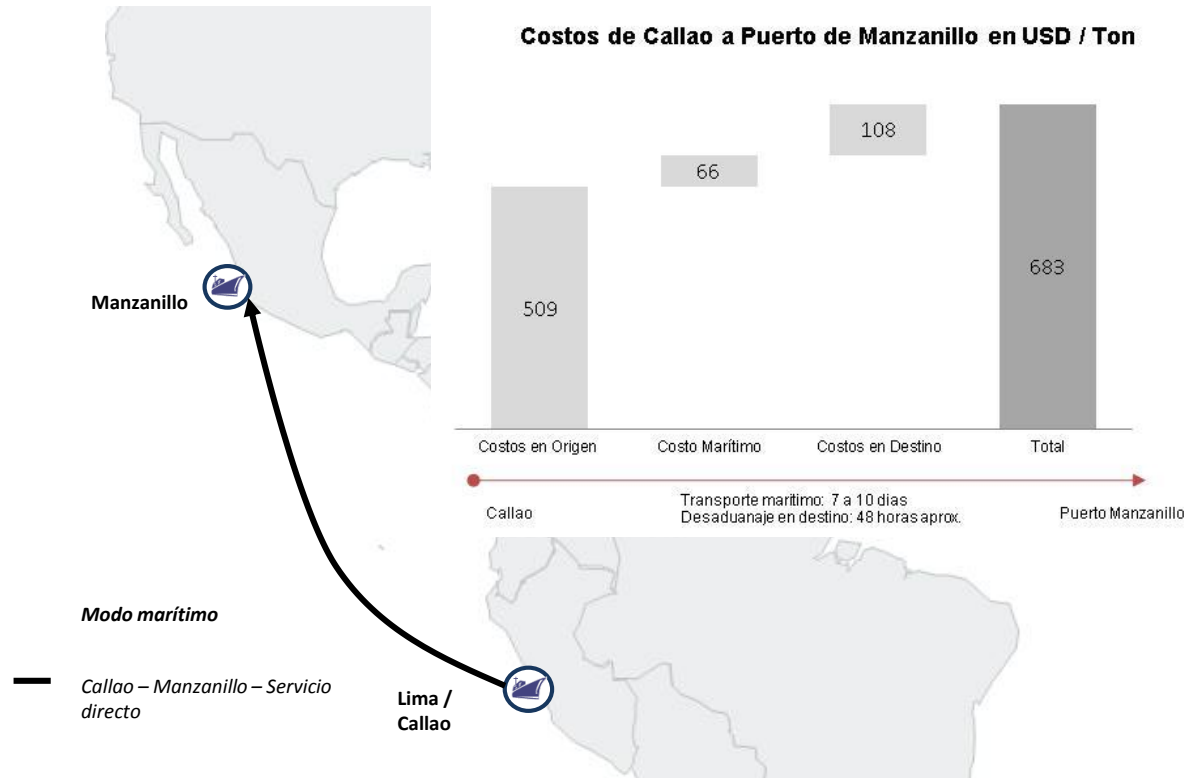 Costos de Callao a Puerto de Manzanillo en USD / Ton
108
66
683
509
Costos en Origen
Costo Marítimo
Costos en Destino
Total
Callao
Transporte maritimo: 7 a 10 dias
Desaduanaje en destino: 48 horas aprox.
Puerto Manzanillo
Manzanillo
Modo marítimo
Callao – Manzanillo – Servicio
directo
Lima /
Callao